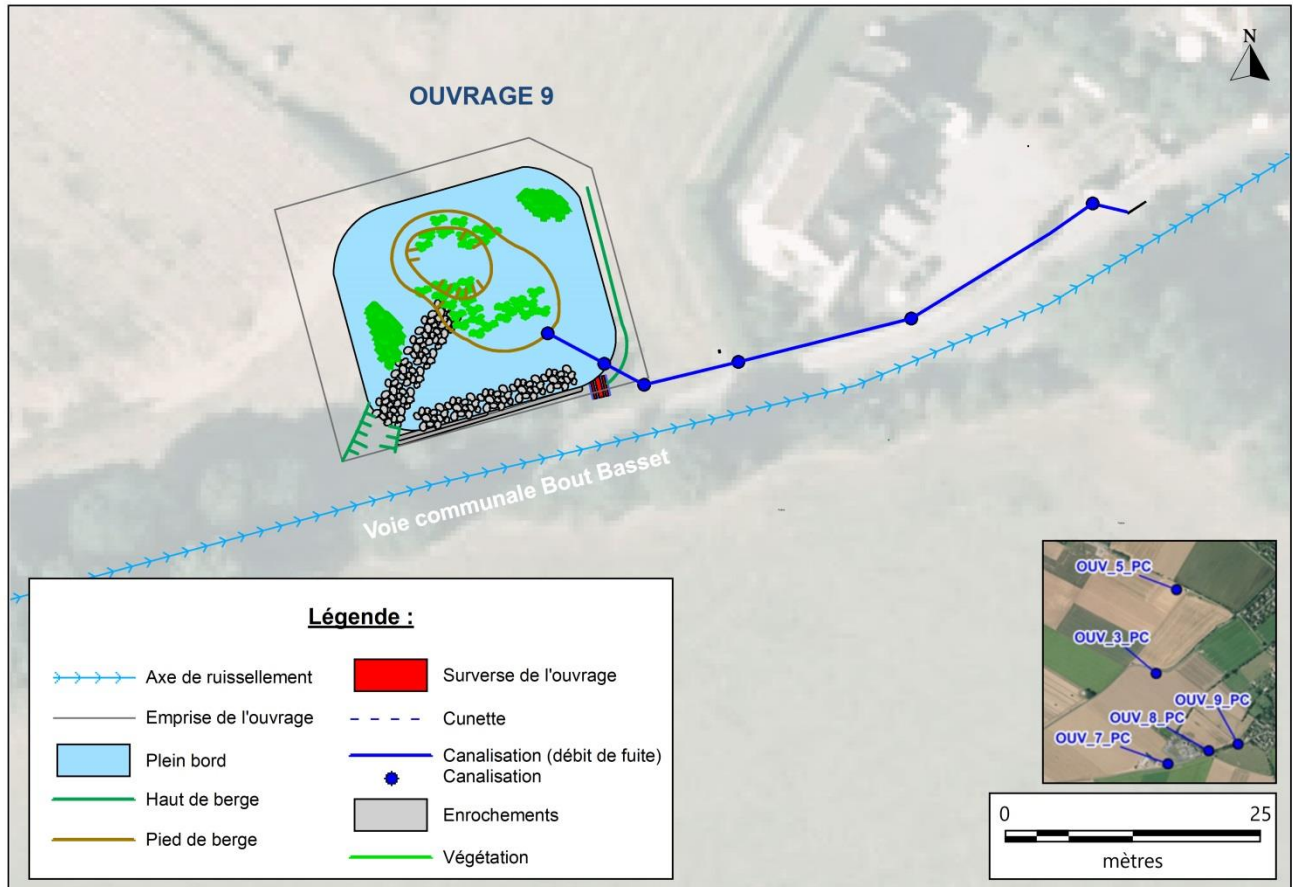 N
OUVRAGE 9
Voie communale Bout Basset
Légende :
Axe de ruissellement
Emprise de l'ouvrage
Plein bord
Haut de berge
Pied de berge
Surverse de l'ouvrage
Cunette
Canalisation (débit de fuite)
Canalisation
Enrochements
Végétation
OUV_5_PC
OUV_3_PC
OUV_9_PC
OUV_8_PC
OUV_7_PC
0 25
mètres